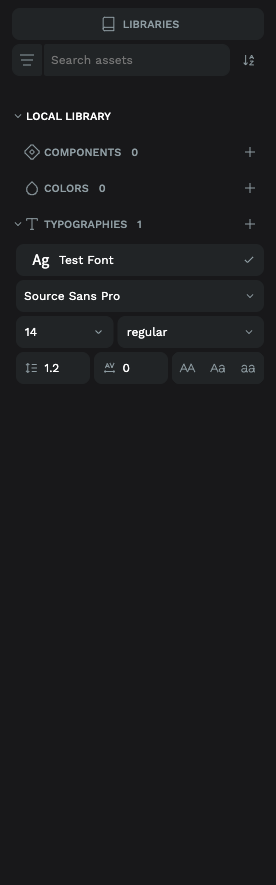 LIBRARIES
Search assets
LOCAL LIBRARY
COMPONENTS 0
COLORS 0
TYPOGRAPHIES 1
Ag Test Font
Source Sans Pro
14 regular
1.2 AV 0 AA Aa aa